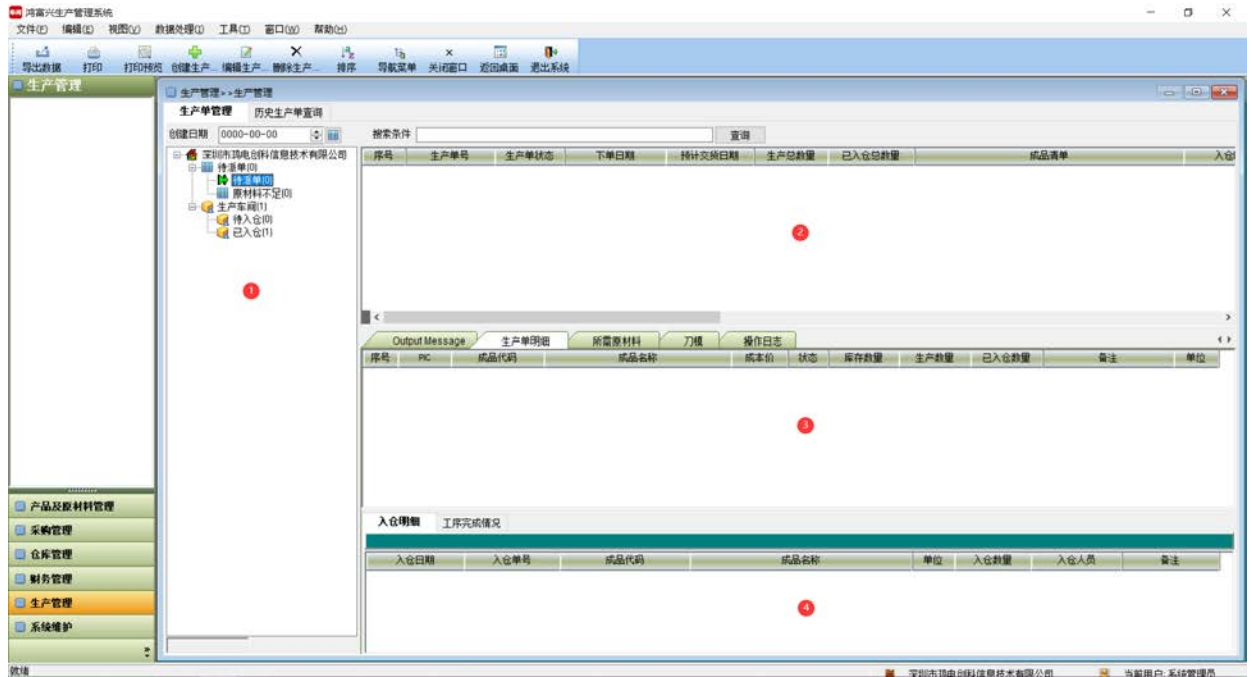 鸿富兴生产管理系统
文件(F) 编辑(E) 视图(V) 数据处理(I) 工具(T) 窗口(W) 帮助(H)
导出数据 打印 打印预览 创建生产... 编辑生产... 删除生产... 排序 导航菜单 关闭窗口 返回桌面 退出系统
生产管理
生产管理>>生产管理
生产单管理 历史生产单查询
创建日期 0000-00-00 搜索条件 查询
深圳市鸿电创科信息技术有限公司
待派单(0)
待派单(0)
原材料不足(0)
生产车间(1)
待入仓(0)
已入仓(1)
1
序号 生产单号 生产单状态 下单日期 预计交货日期 生产总数量 已入仓总数量 成品清单 入仓
2
Output Message 生产单明细 所需原材料 刀模 操作日志
序号 PIC 成品代码 成品名称 成本价 状态 库存数量 生产数量 已入仓数量 备注 单位
3
入仓明细 工序完成情况
入仓日期 入仓单号 成品代码 成品名称 单位 入仓数量 入仓人员 备注
4
产品及原材料管理
采购管理
仓库管理
财务管理
生产管理
系统维护
就绪 深圳市鸿电创科信息技术有限公司 当前用户: 系统管理员